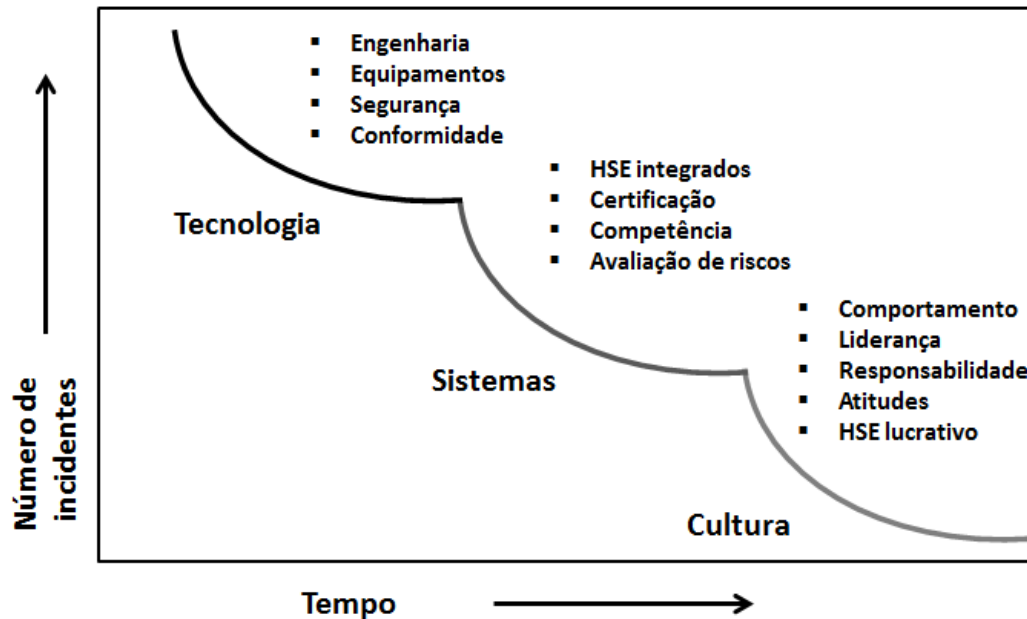 ▪ Engenharia
▪ Equipamentos
▪ Segurança
▪ Conformidade
Tecnologia
▪ HSE integrados
▪ Certificação
▪ Competência
▪ Avaliação de riscos
Sistemas
▪ Comportamento
▪ Liderança
▪ Responsabilidade
▪ Atitudes
▪ HSE lucrativo
Cultura
Número de
incidentes
Tempo